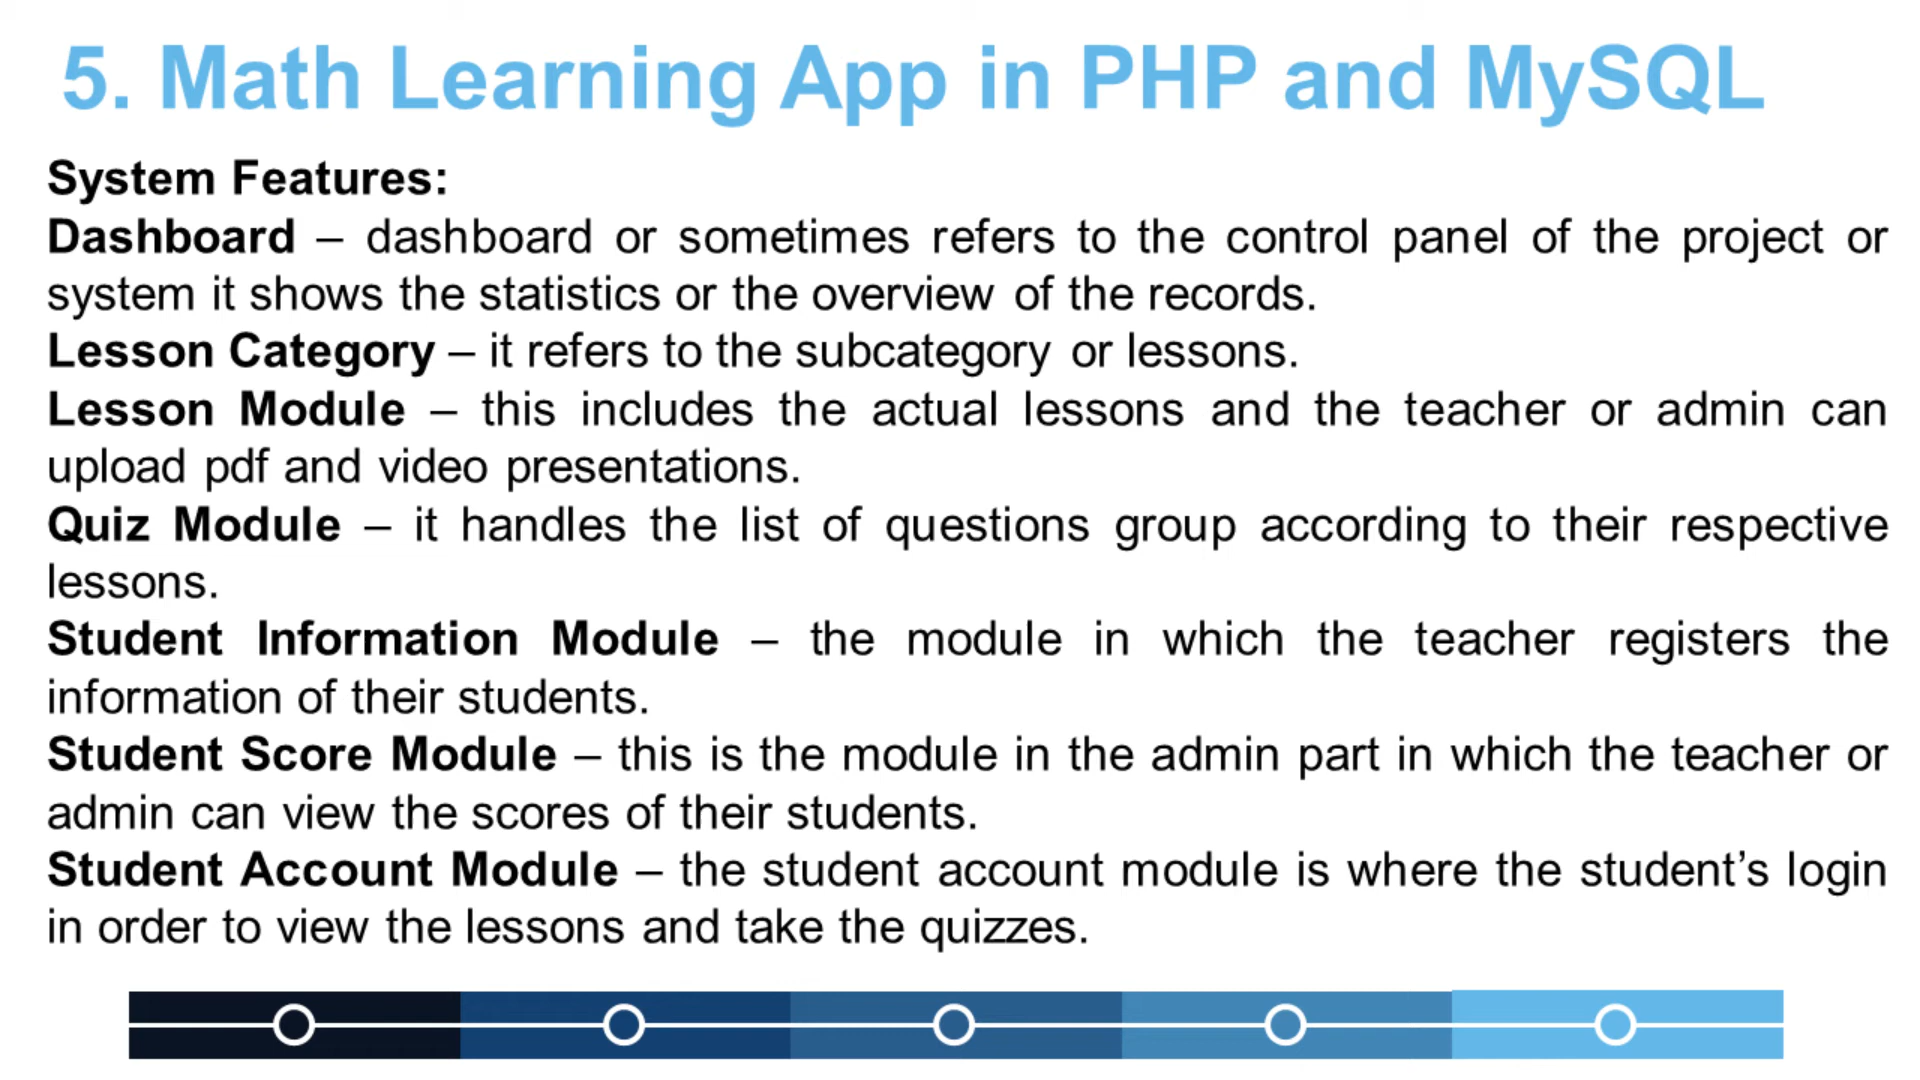 5. Math Learning App in PHP and MySQL
System Features:
Dashboard – dashboard or sometimes refers to the control panel of the project or
system it shows the statistics or the overview of the records.
Lesson Category – it refers to the subcategory or lessons.
Lesson Module – this includes the actual lessons and the teacher or admin can
upload pdf and video presentations.
Quiz Module – it handles the list of questions group according to their respective
lessons.
Student Information Module – the module in which the teacher registers the
information of their students.
Student Score Module – this is the module in the admin part in which the teacher or
admin can view the scores of their students.
Student Account Module – the student account module is where the student’s login
in order to view the lessons and take the quizzes.